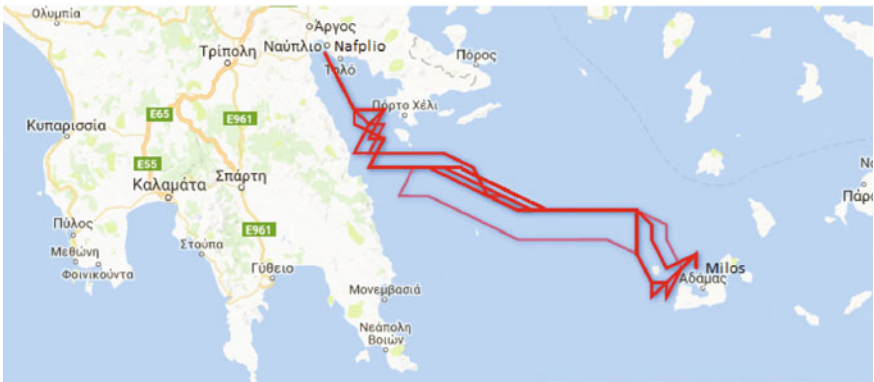 Ολυμπία
Άργος
Ναύπλιο Nafplio
Τρίπολη
Τολό
Πόρος
E65
Πόρτο Χέλι
E961
Κυπαρισσία
E55
Σπάρτη
Καλαμάτα
Πύλος
E961
Στούπα
Μεθώνη
Φοινικούντα
Γύθειο
Milos
Αδάμας
Μονεμβασιά
Νεάπολη
Βοιών